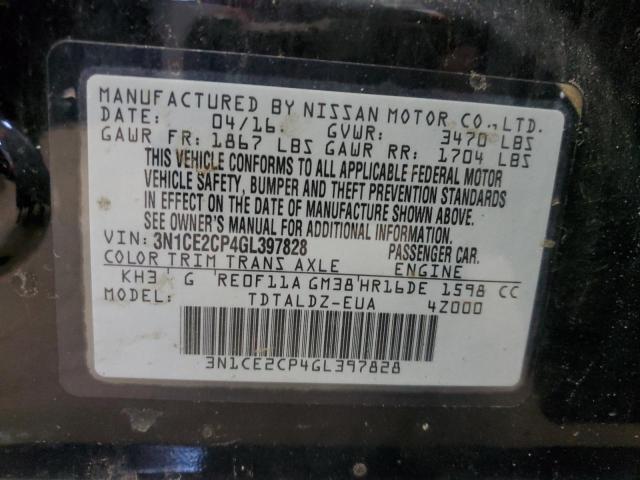 MANUFACTURED BY NISSAN MOTOR CO.,LTD.
DATE: 04/16. GVWR: 3470 LBS
GAWR FR: 1867 LBS GAWR RR: 1704 LBS
THIS VEHICLE CONFORMS TO ALL APPLICABLE FEDERAL MOTOR
VEHICLE SAFETY, BUMPER AND THEFT PREVENTION STANDARDS
IN EFFECT ON THE DATE OF MANUFACTURE SHOWN ABOVE.
SEE OWNER'S MANUAL FOR ADDITIONAL INFORMATION.
VIN: 3N1CE2CP4GL397828 PASSENGER CAR.
COLOR TRIM TRANS AXLE ENGINE
KH3 G RE0F11A GM38 HR16DE 1598 CC
MODEL: TDTALDZ-EUA 4Z000
3N1CE2CP4GL397828